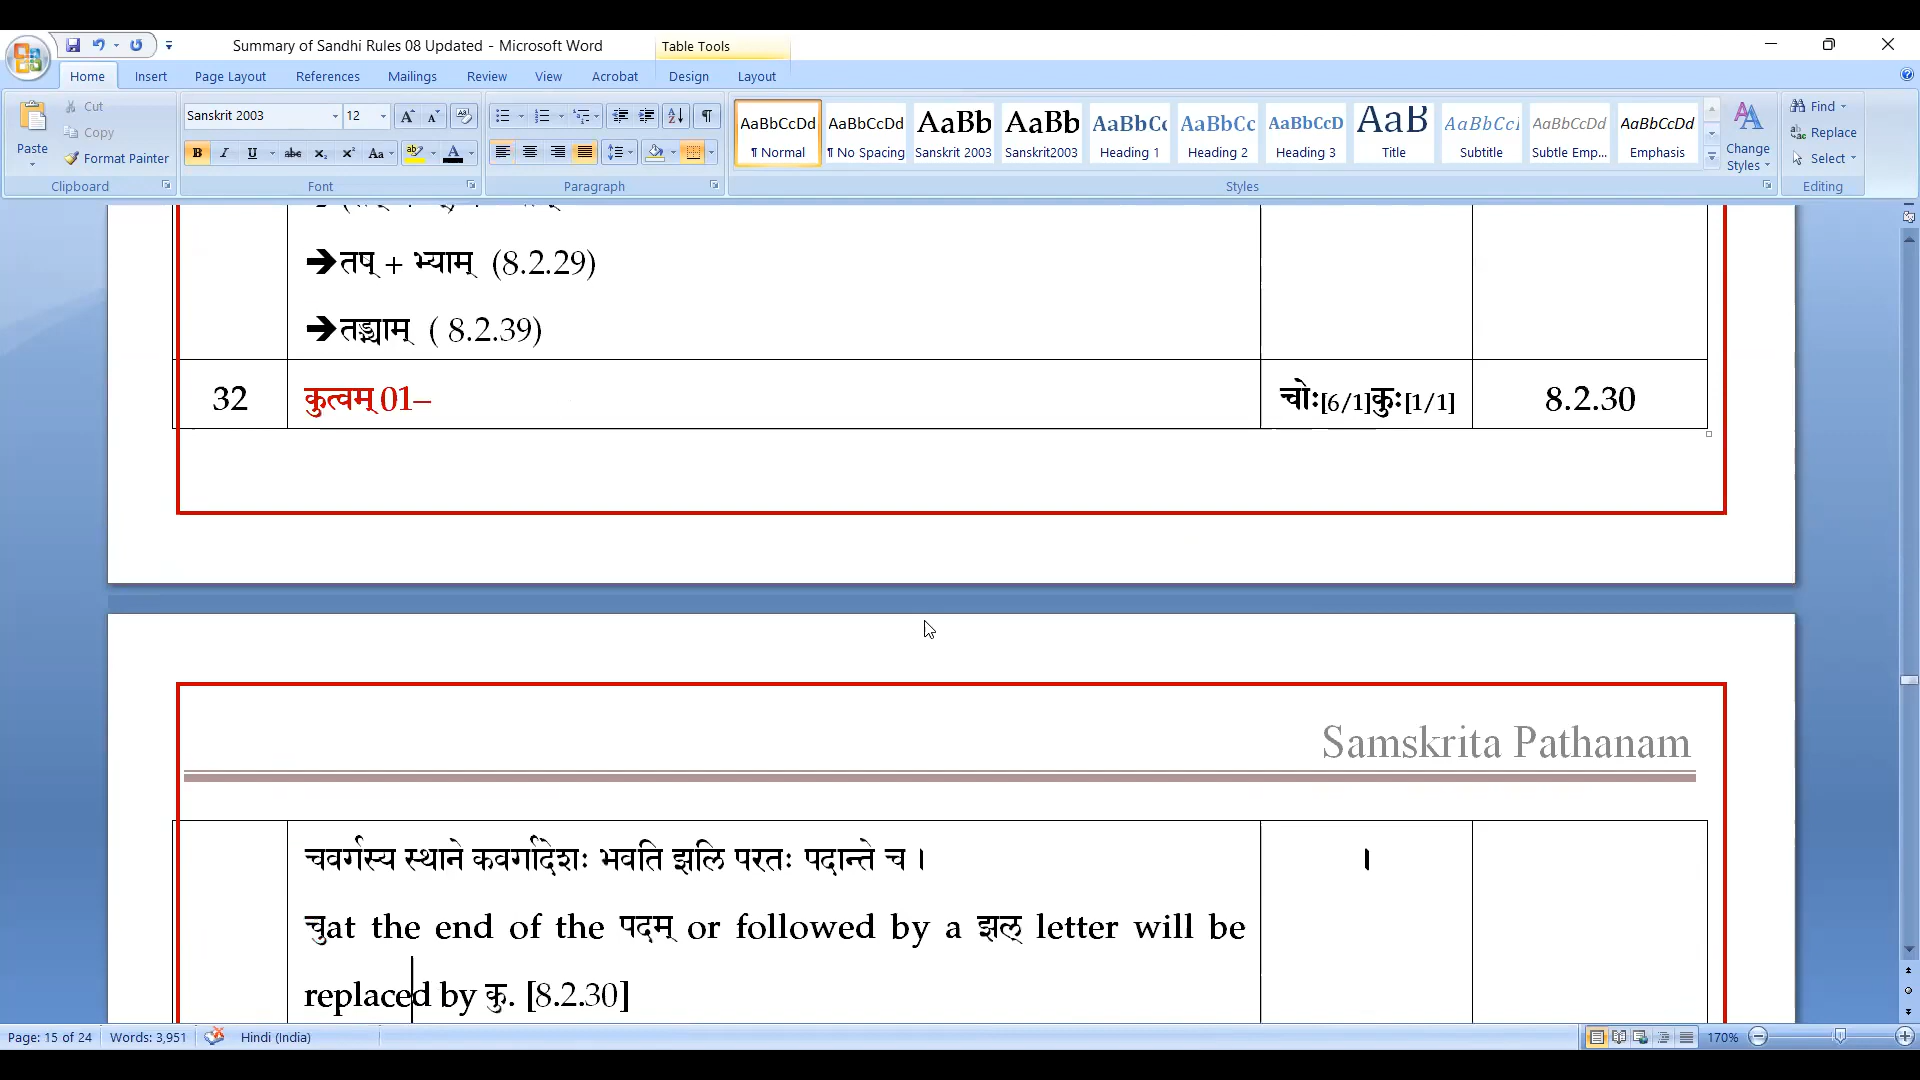 Summary of Sandhi Rules 08 Updated - Microsoft Word
Table Tools
Home Insert Page Layout References Mailings Review View Acrobat Design Layout
Paste
Cut
Copy
Format Painter
Clipboard
Sanskrit 2003 12
Font
Paragraph
AaBbCcDd AaBbCcDd AaBb AaBb AaBbCc AaBbCc AaBbCcD AaB AaBbCcI AaBbCcDd AaBbCcDd
¶ Normal ¶ No Spacing Sanskrit 2003 Sanskrit2003 Heading 1 Heading 2 Heading 3 Title Subtitle Subtle Emp... Emphasis
Change Styles
Styles
Find
Replace
Select
Editing
➔तष् + भ्याम् (8.2.29)
➔तड्भ्याम् ( 8.2.39)
32 कुत्वम् 01– चोः[6/1]कुः[1/1] 8.2.30
Samskrita Pathanam
चवर्गस्य स्थाने कवर्गादेशः भवति झलि परतः पदान्ते च । ।
चुat the end of the पदम् or followed by a झल् letter will be
replaced by कु. [8.2.30]
Page: 15 of 24 Words: 3,951 Hindi (India) 170%